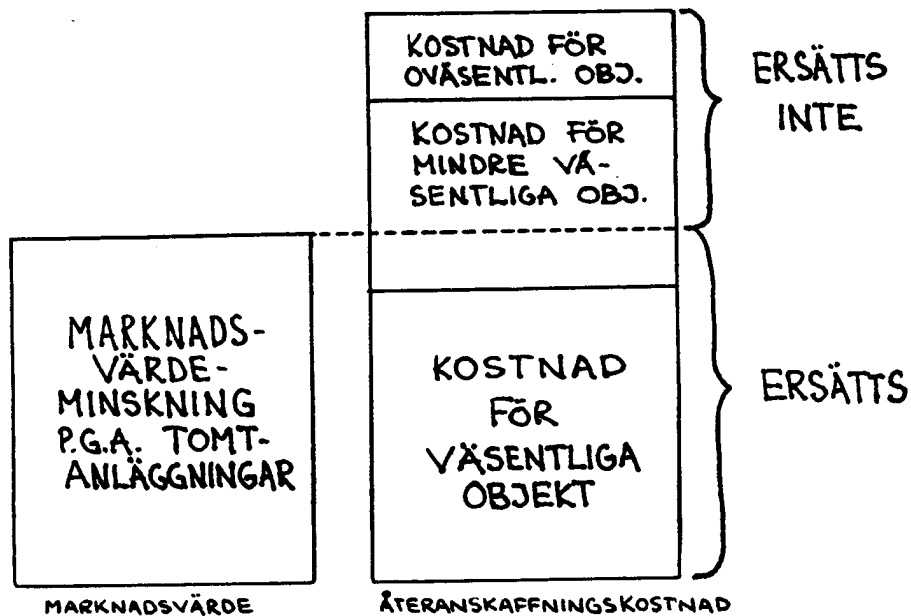 KOSTNAD FÖR
OVÄSENTL. OBJ.
KOSTNAD FÖR
MINDRE VÄ-
SENTLIGA OBJ.
ERSÄTTS
INTE
MARKNADS-
VÄRDE-
MINSKNING
P.G.A. TOMT-
ANLÄGGNINGAR
KOSTNAD
FÖR
VÄSENTLIGA
OBJEKT
ERSÄTTS
MARKNADSVÄRDE
ÅTERANSKAFFNINGSKOSTNAD